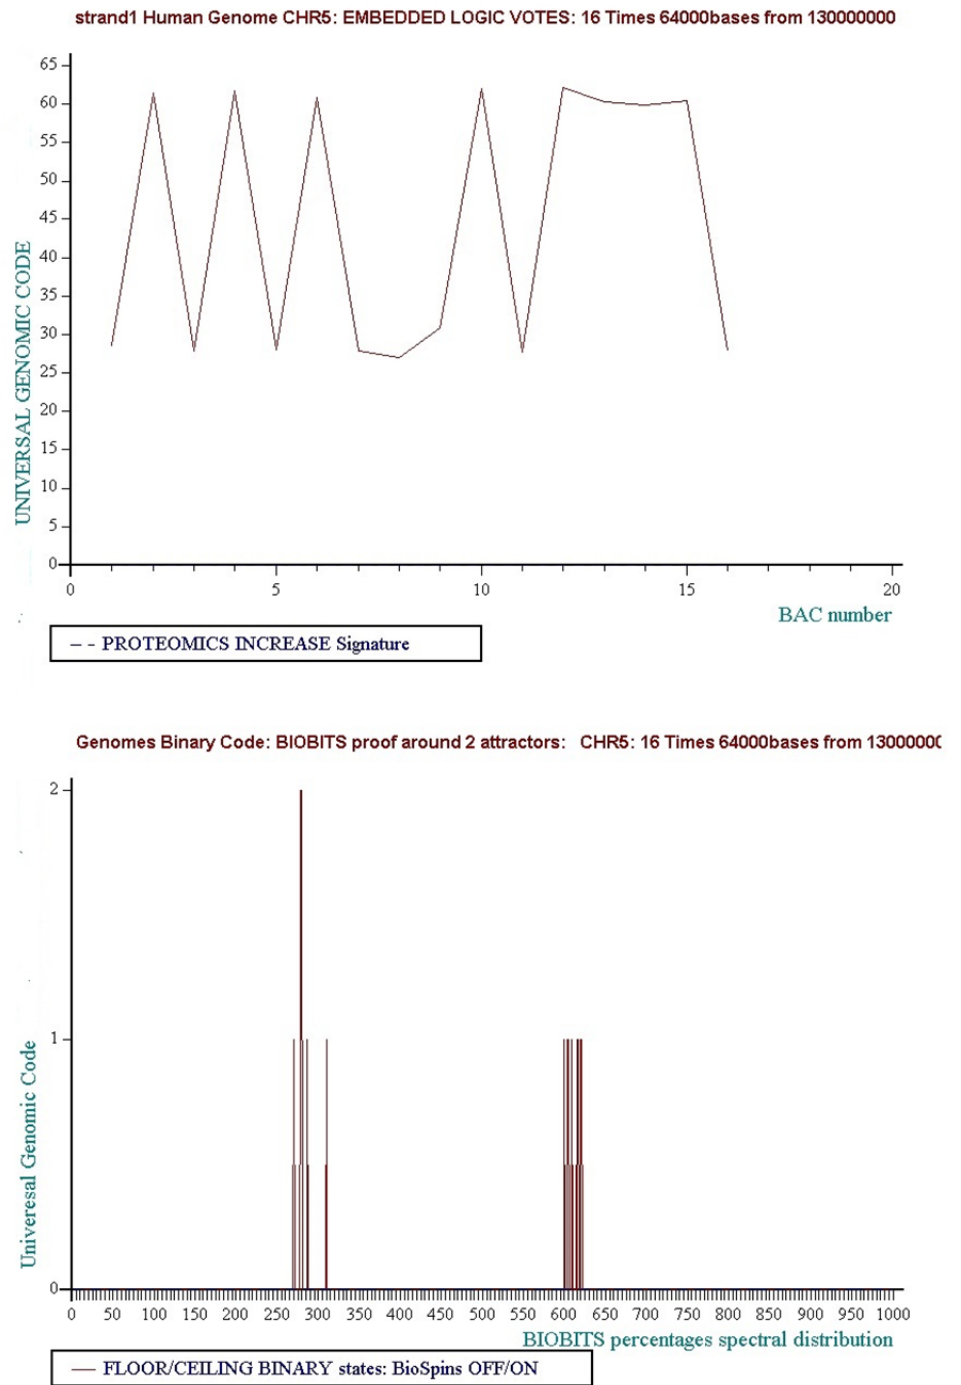 strand1 Human Genome CHR5: EMBEDDED LOGIC VOTES: 16 Times 64000bases from 130000000
65
60
55
50
45
40
35
30
25
20
15
10
5
0
UNIVERSAL GENOMIC CODE
0 5 10 15 20
BAC number
-- PROTEOMICS INCREASE Signature
Genomes Binary Code: BIOBITS proof around 2 attractors: CHR5: 16 Times 64000bases from 13000000
2
1
0
Univeresal Genomic Code
0 50 100 150 200 250 300 350 400 450 500 550 600 650 700 750 800 850 900 950 1000
BIOBITS percentages spectral distribution
— FLOOR/CEILING BINARY states: BioSpins OFF/ON